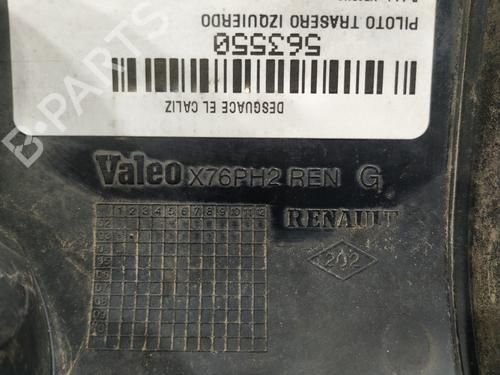 PILOTO TRASERO IZQUIERDO
563550
DESGUACE EL CALIZ
B-PARTS
Valeo X76PH2 REN G
1 2 3 4 5 6 7 8 9 10 11 12
RENAULT
202